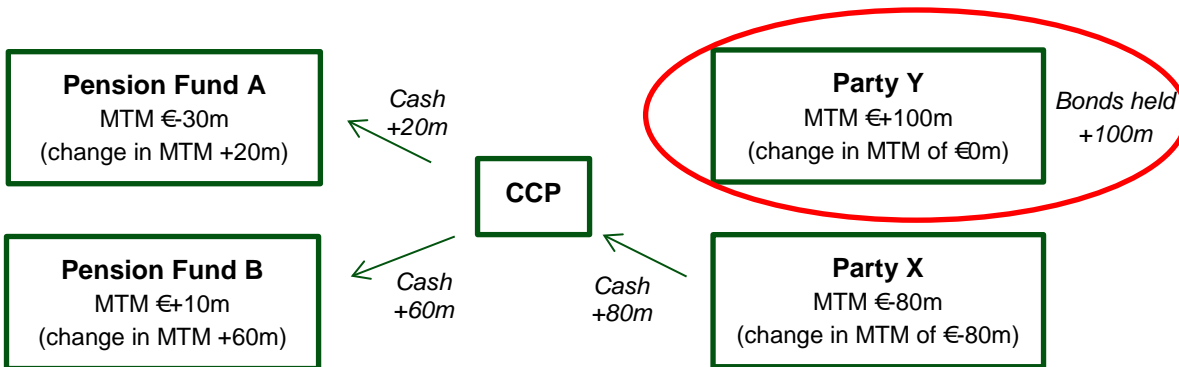 Pension Fund A
MTM €-30m
(change in MTM +20m)
Cash
+20m
Party Y
MTM €+100m
(change in MTM of €0m)
Bonds held
+100m
CCP
Pension Fund B
MTM €+10m
(change in MTM +60m)
Cash
+60m
Cash
+80m
Party X
MTM €-80m
(change in MTM of €-80m)